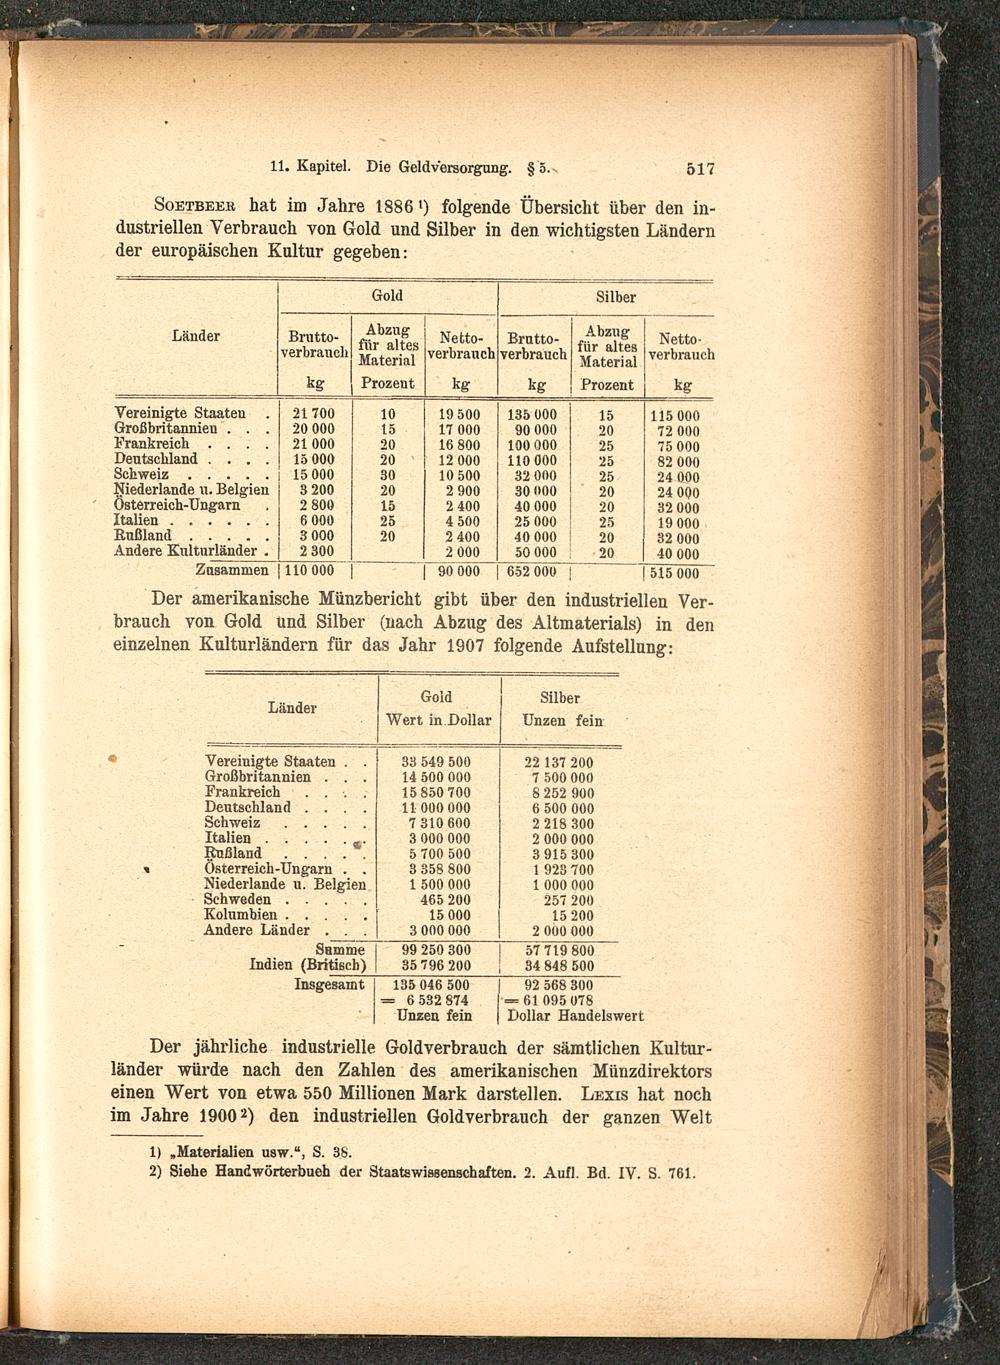 11. Kapitel. Die Geldversorgung. § 5. 517
SOETBEER hat im Jahre 1886 ¹) folgende Übersicht über den in-
dustriellen Verbrauch von Gold und Silber in den wichtigsten Ländern
der europäischen Kultur gegeben:
Länder Gold Silber
Brutto-verbrauch Abzug für altes Material Netto-verbrauch Brutto-verbrauch Abzug für altes Material Netto-verbrauch
kg Prozent kg kg Prozent kg
Vereinigte Staaten . 21 700 10 19 500 135 000 15 115 000
Großbritannien . . . 20 000 15 17 000 90 000 20 72 000
Frankreich . . . . 21 000 20 16 800 100 000 25 75 000
Deutschland . . . . 15 000 20 12 000 110 000 25 82 000
Schweiz . . . . . 15 000 30 10 500 32 000 25 24 000
Niederlande u. Belgien 3 200 20 2 900 30 000 20 24 000
Österreich-Ungarn . 2 800 15 2 400 40 000 20 32 000
Italien . . . . . . 6 000 25 4 500 25 000 25 19 000
Rußland . . . . . 3 000 20 2 400 40 000 20 32 000
Andere Kulturländer . 2 300 2 000 50 000 20 40 000
Zusammen 110 000 90 000 652 000 515 000
Der amerikanische Münzbericht gibt über den industriellen Ver-
brauch von Gold und Silber (nach Abzug des Altmaterials) in den
einzelnen Kulturländern für das Jahr 1907 folgende Aufstellung:
Länder Gold Silber
Wert in Dollar Unzen fein
Vereinigte Staaten . . 33 549 500 22 137 200
Großbritannien . . . 14 500 000 7 500 000
Frankreich . . . . 15 850 700 8 252 900
Deutschland . . . . 11 000 000 6 500 000
Schweiz . . . . . 7 310 600 2 218 300
Italien . . . . . . 3 000 000 2 000 000
Rußland . . . . . 5 700 500 3 915 300
Österreich-Ungarn . . 3 358 800 1 923 700
Niederlande u. Belgien 1 500 000 1 000 000
Schweden . . . . . 465 200 257 200
Kolumbien . . . . . 15 000 15 200
Andere Länder . . . 3 000 000 2 000 000
Summe 99 250 300 57 719 800
Indien (Britisch) 35 796 200 34 848 500
Insgesamt 135 046 500 92 568 300
= 6 532 874 = 61 095 078
Unzen fein Dollar Handelswert
Der jährliche industrielle Goldverbrauch der sämtlichen Kultur-
länder würde nach den Zahlen des amerikanischen Münzdirektors
einen Wert von etwa 550 Millionen Mark darstellen. LEXIS hat noch
im Jahre 1900 ²) den industriellen Goldverbrauch der ganzen Welt
1) „Materialien usw.“, S. 38.
2) Siehe Handwörterbuch der Staatswissenschaften. 2. Aufl. Bd. IV. S. 761.